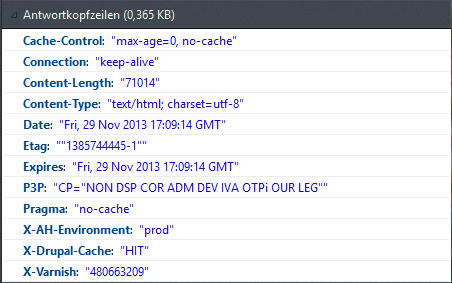 Antwortkopfzeilen (0,365 KB)
Cache-Control: "max-age=0, no-cache"
Connection: "keep-alive"
Content-Length: "71014"
Content-Type: "text/html; charset=utf-8"
Date: "Fri, 29 Nov 2013 17:09:14 GMT"
Etag: ""1385744445-1""
Expires: "Fri, 29 Nov 2013 17:09:14 GMT"
P3P: "CP="NON DSP COR ADM DEV IVA OTPi OUR LEG""
Pragma: "no-cache"
X-AH-Environment: "prod"
X-Drupal-Cache: "HIT"
X-Varnish: "480663209"